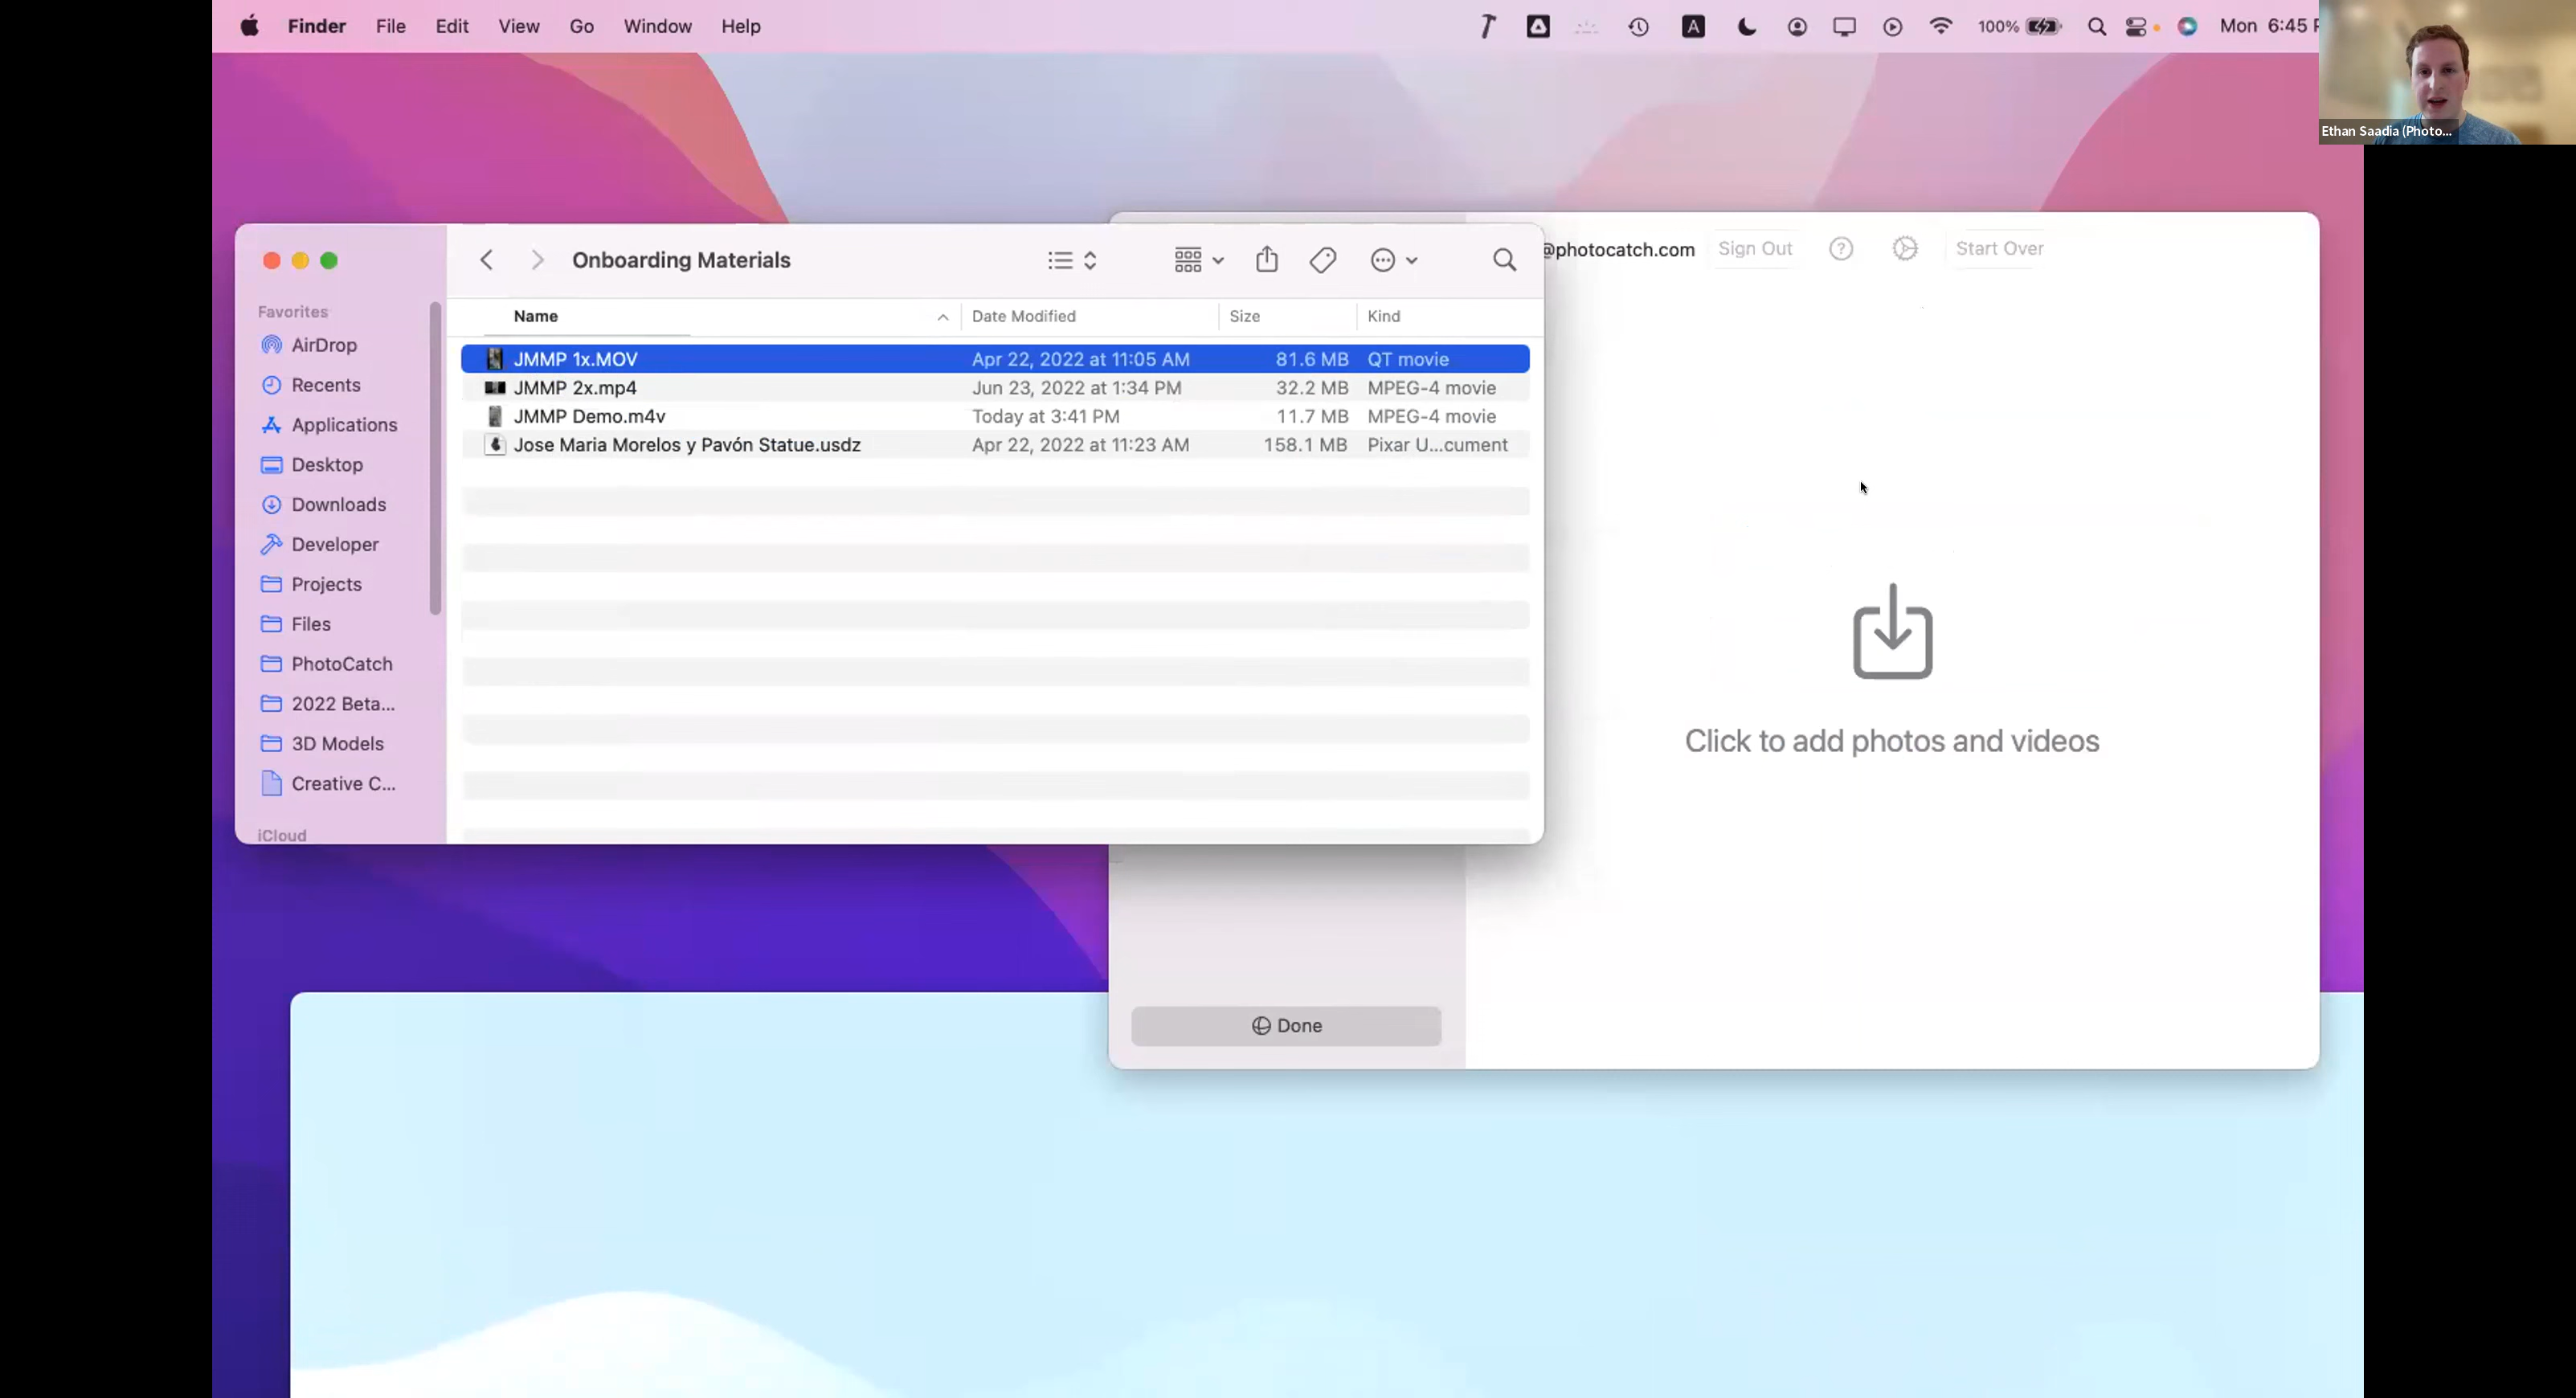 Finder File Edit View Go Window Help 100% Mon 6:45 P
Ethan Saadia (Photo...
Onboarding Materials
@photocatch.com Sign Out Start Over
Favorites
AirDrop
Recents
Applications
Desktop
Downloads
Developer
Projects
Files
PhotoCatch
2022 Beta...
3D Models
Creative C...
iCloud
Name Date Modified Size Kind
JMMP 1x.MOV Apr 22, 2022 at 11:05 AM 81.6 MB QT movie
JMMP 2x.mp4 Jun 23, 2022 at 1:34 PM 32.2 MB MPEG-4 movie
JMMP Demo.m4v Today at 3:41 PM 11.7 MB MPEG-4 movie
Jose Maria Morelos y Pavón Statue.usdz Apr 22, 2022 at 11:23 AM 158.1 MB Pixar U...cument
Click to add photos and videos
Done